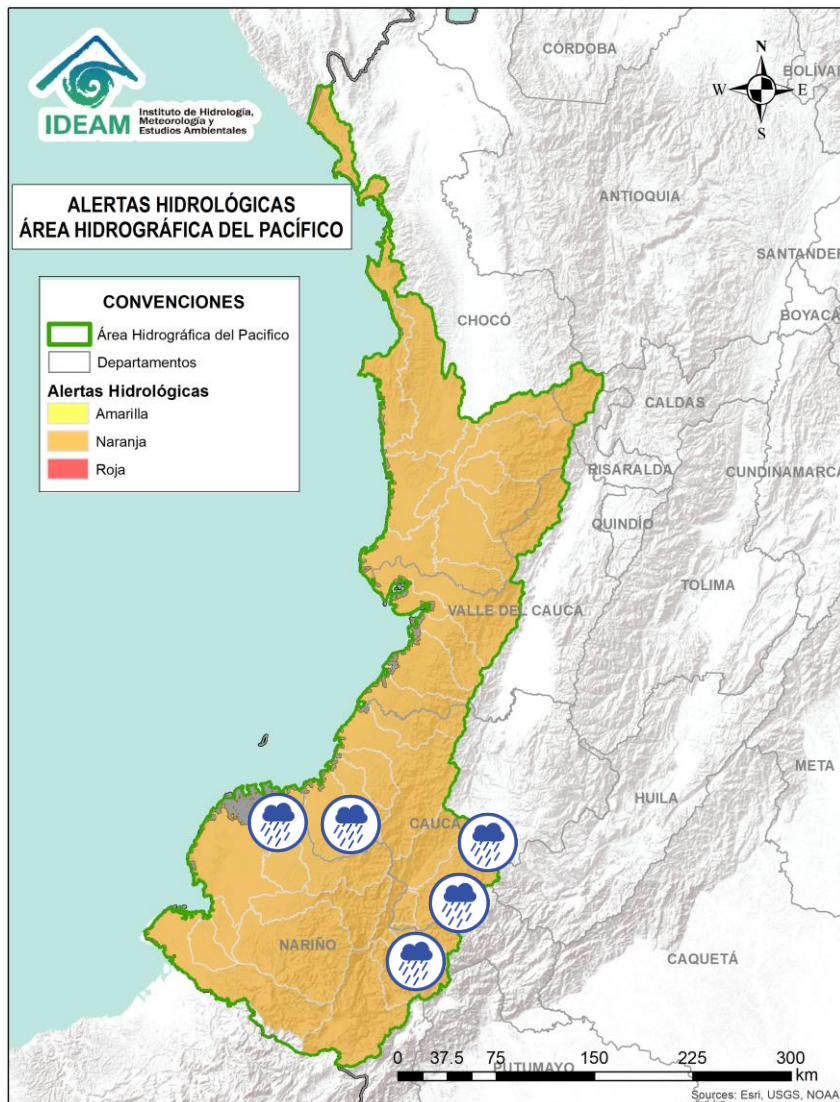 CÓRDOBA
BOLÍVAR
N
W
E
S
IDEAM
Instituto de Hidrología,
Meteorología y
Estudios Ambientales
ANTIOQUIA
ALERTAS HIDROLÓGICAS
ÁREA HIDROGRÁFICA DEL PACÍFICO
SANTANDER
CONVENCIONES
Área Hidrográfica del Pacifico
Departamentos
Alertas Hidrológicas
Amarilla
Naranja
Roja
CHOCÓ
BOYACÁ
CALDAS
RISARALDA
CUNDINAMARCA
QUINDÍO
TOLIMA
VALLE DEL CAUCA
META
HUILA
CAUCA
NARIÑO
CAQUETÁ
PUTUMAYO
0 37.5 75 150 225 300
km
Sources: Esri, USGS, NOAA